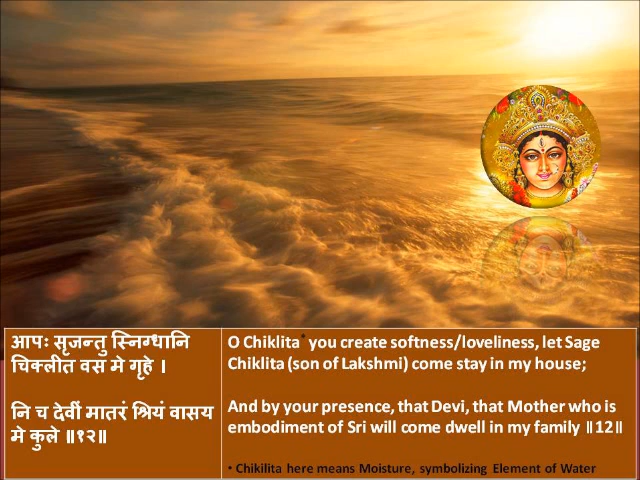 आपः सृजन्तु स्निग्धानि
चिक्लीत वस मे गृहे ।
नि च देवीं मातरं श्रियं वासय
मे कुले ॥१२॥
O Chiklita* you create softness/loveliness, let Sage
Chiklita (son of Lakshmi) come stay in my house;
And by your presence, that Devi, that Mother who is
embodiment of Sri will come dwell in my family ॥12॥
• Chikilita here means Moisture, symbolizing Element of Water